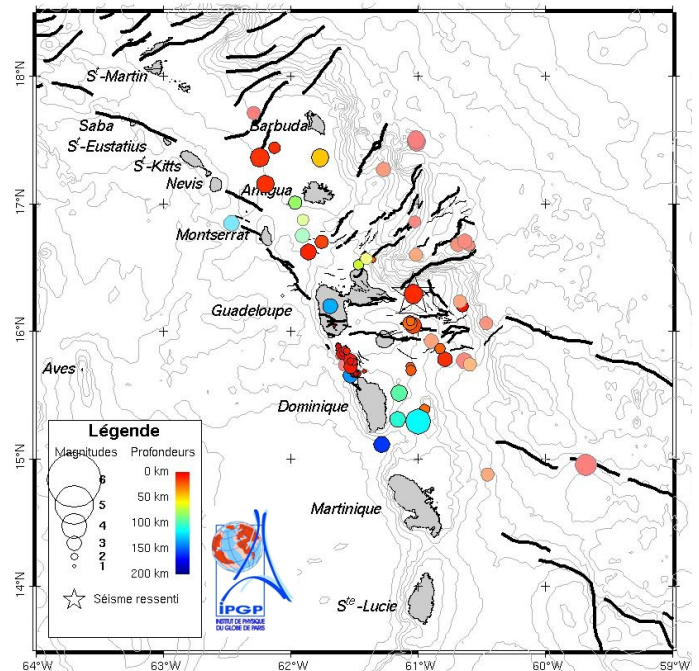 18°N
17°N
16°N
15°N
14°N
Sᵗ-Martin
Saba
Sᵗ-Eustatius
Sᵗ-Kitts
Nevis
Barbuda
Antigua
Montserrat
Guadeloupe
Aves
Dominique
Martinique
Sᵗᵉ-Lucie
Légende
Magnitudes
Profondeurs
6
5
4
3
2
1
0 km
50 km
100 km
150 km
200 km
Séisme ressenti
iPGP
INSTITUT DE PHYSIQUE
DU GLOBE DE PARIS
64°W
63°W
62°W
61°W
60°W
59°W